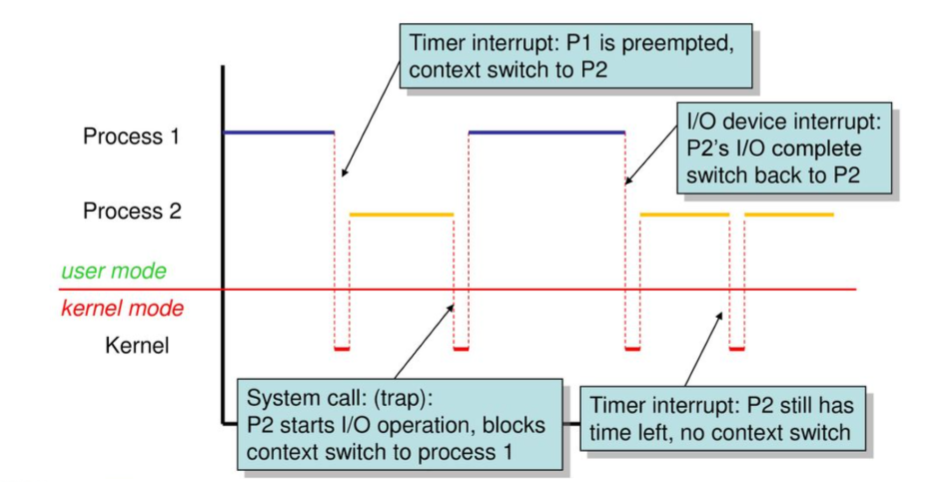 Timer interrupt: P1 is preempted,
context switch to P2
I/O device interrupt:
P2's I/O complete
switch back to P2
Process 1
Process 2
user mode
kernel mode
Kernel
System call: (trap):
P2 starts I/O operation, blocks
context switch to process 1
Timer interrupt: P2 still has
time left, no context switch